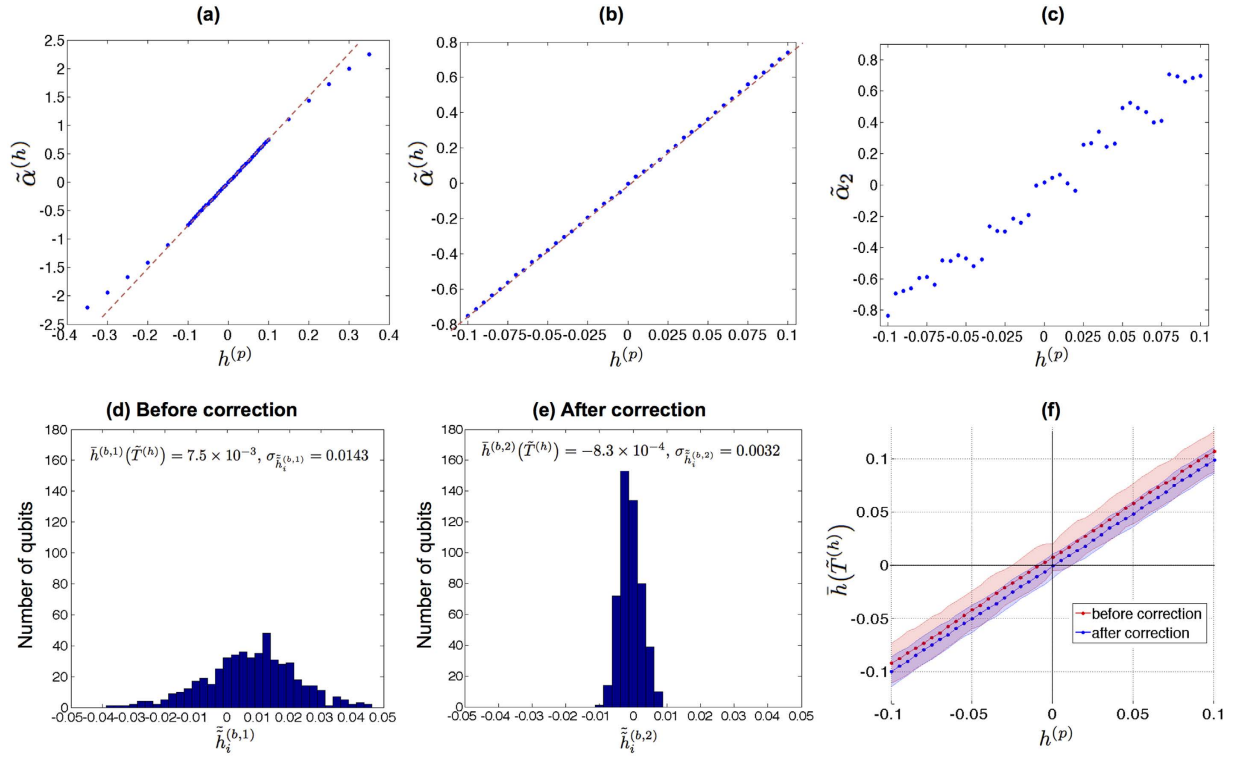 (a)
2.5
2
1.5
1
0.5
0
-0.5
-1
-1.5
-2
-2.5
α̃^(h)
-0.4 -0.3 -0.2 -0.1 0 0.1 0.2 0.3 0.4
h^(p)
(b)
0.8
0.6
0.4
0.2
0
-0.2
-0.4
-0.6
-0.8
α̃^(h)
-0.1 -0.075 -0.05 -0.025 0 0.025 0.05 0.075 0.1
h^(p)
(c)
0.8
0.6
0.4
0.2
0
-0.2
-0.4
-0.6
-0.8
α̃₂
-0.1 -0.075 -0.05 -0.025 0 0.025 0.05 0.075 0.1
h^(p)
(d) Before correction
h̄^(b,1)(T̃^(h)) = 7.5 × 10⁻³, σ_{h̃̃_i^(b,1)} = 0.0143
180
160
140
120
100
80
60
40
20
0
Number of qubits
-0.05 -0.04 -0.03 -0.02 -0.01 0 0.01 0.02 0.03 0.04 0.05
h̃̃_i^(b,1)
(e) After correction
h̄^(b,2)(T̃^(h)) = −8.3 × 10⁻⁴, σ_{h̃̃_i^(b,2)} = 0.0032
180
160
140
120
100
80
60
40
20
0
Number of qubits
-0.05 -0.04 -0.03 -0.02 -0.01 0 0.01 0.02 0.03 0.04 0.05
h̃̃_i^(b,2)
(f)
0.1
0.05
0
-0.05
-0.1
h̄(T̃^(h))
before correction
after correction
-0.1 -0.05 0 0.05 0.1
h^(p)